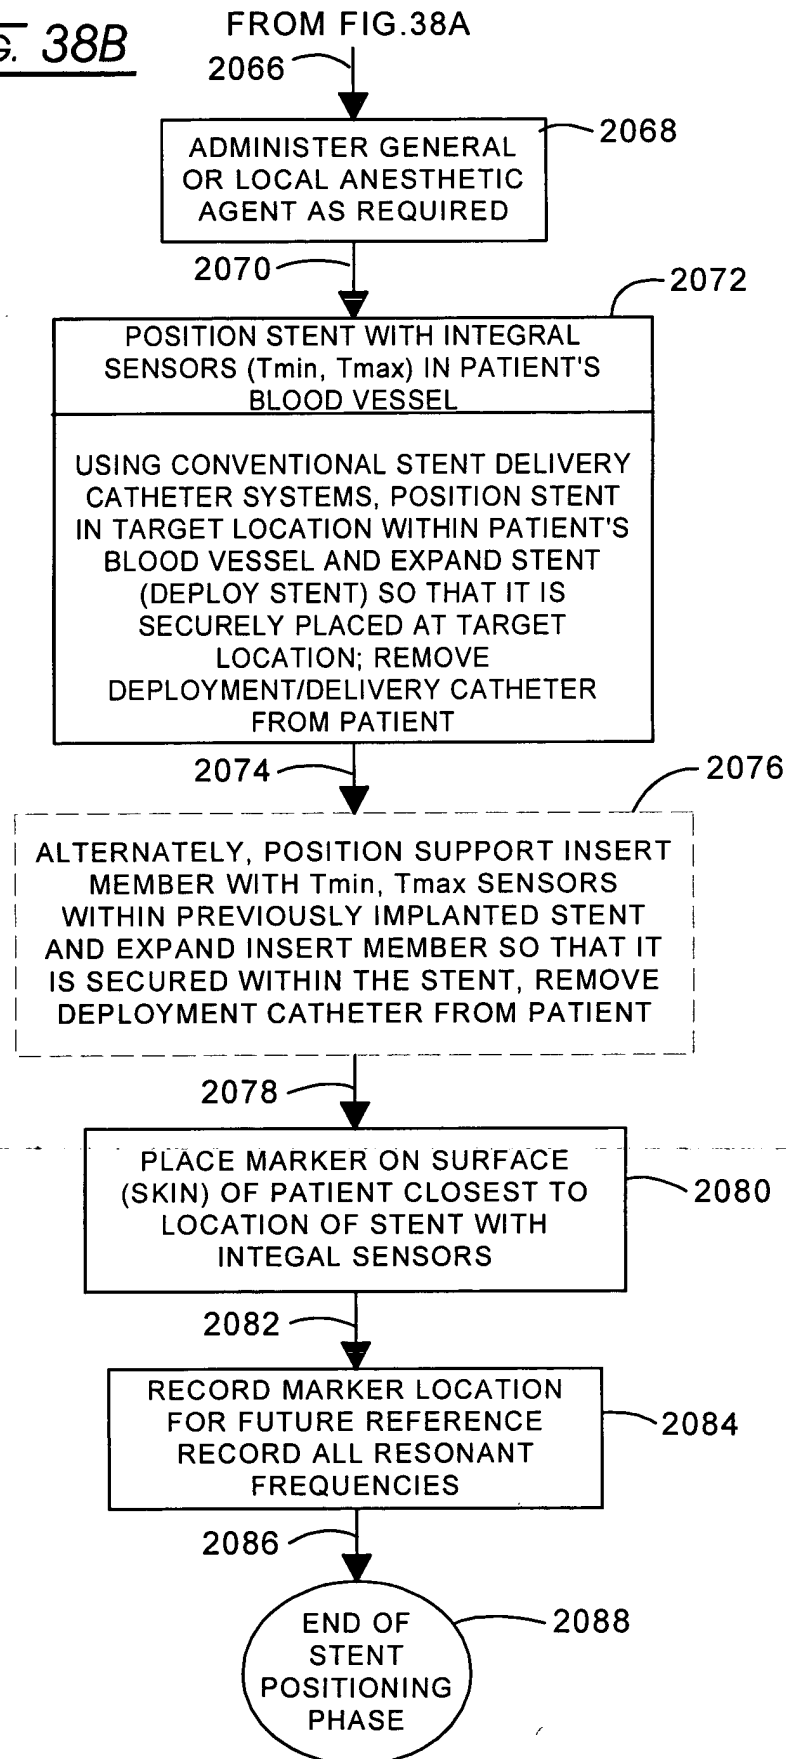 G. 38B
FROM FIG.38A
2066
ADMINISTER GENERAL
OR LOCAL ANESTHETIC
AGENT AS REQUIRED
2068
2070
2072
POSITION STENT WITH INTEGRAL
SENSORS (Tmin, Tmax) IN PATIENT'S
BLOOD VESSEL
USING CONVENTIONAL STENT DELIVERY
CATHETER SYSTEMS, POSITION STENT
IN TARGET LOCATION WITHIN PATIENT'S
BLOOD VESSEL AND EXPAND STENT
(DEPLOY STENT) SO THAT IT IS
SECURELY PLACED AT TARGET
LOCATION; REMOVE
DEPLOYMENT/DELIVERY CATHETER
FROM PATIENT
2074
2076
ALTERNATELY, POSITION SUPPORT INSERT
MEMBER WITH Tmin, Tmax SENSORS
WITHIN PREVIOUSLY IMPLANTED STENT
AND EXPAND INSERT MEMBER SO THAT IT
IS SECURED WITHIN THE STENT, REMOVE
DEPLOYMENT CATHETER FROM PATIENT
2078
PLACE MARKER ON SURFACE
(SKIN) OF PATIENT CLOSEST TO
LOCATION OF STENT WITH
INTEGAL SENSORS
2080
2082
RECORD MARKER LOCATION
FOR FUTURE REFERENCE
RECORD ALL RESONANT
FREQUENCIES
2084
2086
END OF
STENT
POSITIONING
PHASE
2088